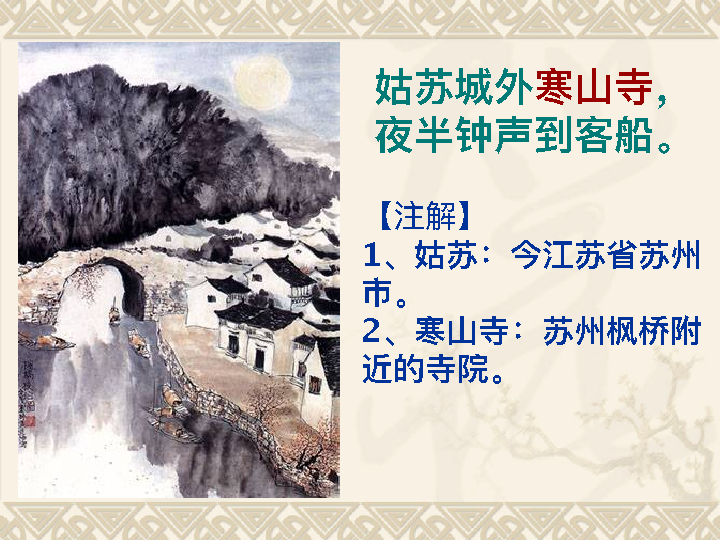 姑苏城外寒山寺，
夜半钟声到客船。
【注解】
1、姑苏：今江苏省苏州
市。
2、寒山寺：苏州枫桥附
近的寺院。